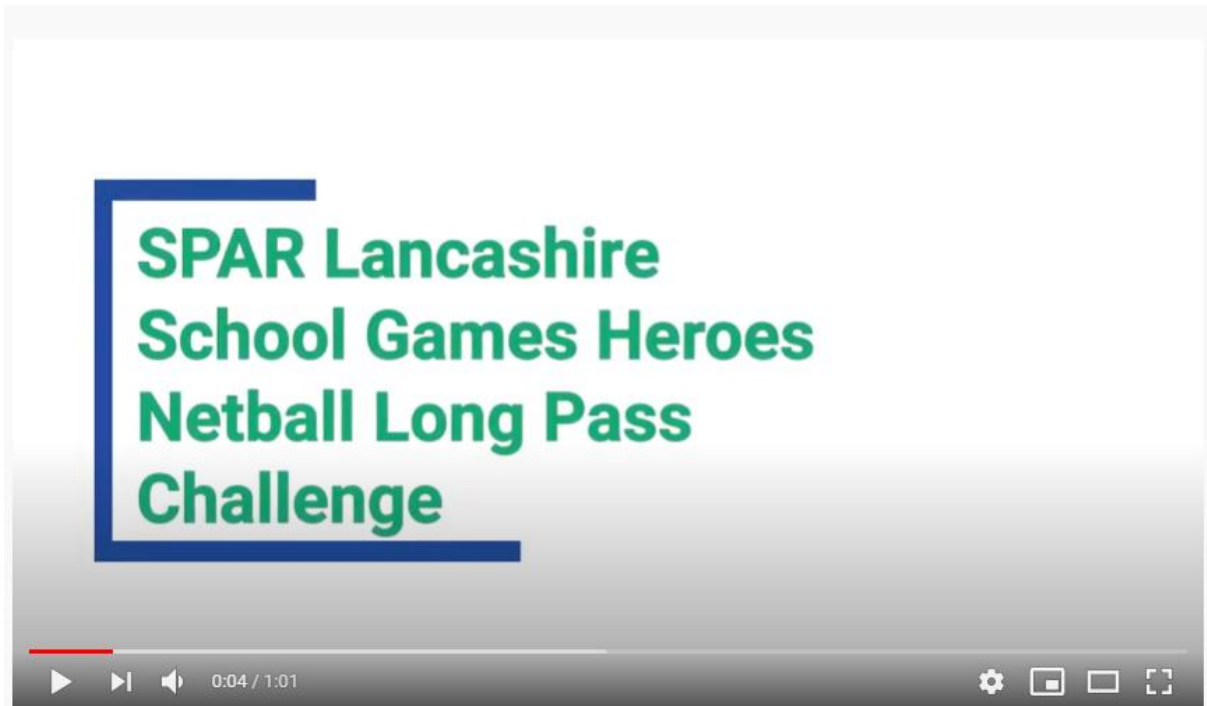 SPAR Lancashire
School Games Heroes
Netball Long Pass
Challenge
0:04 / 1:01